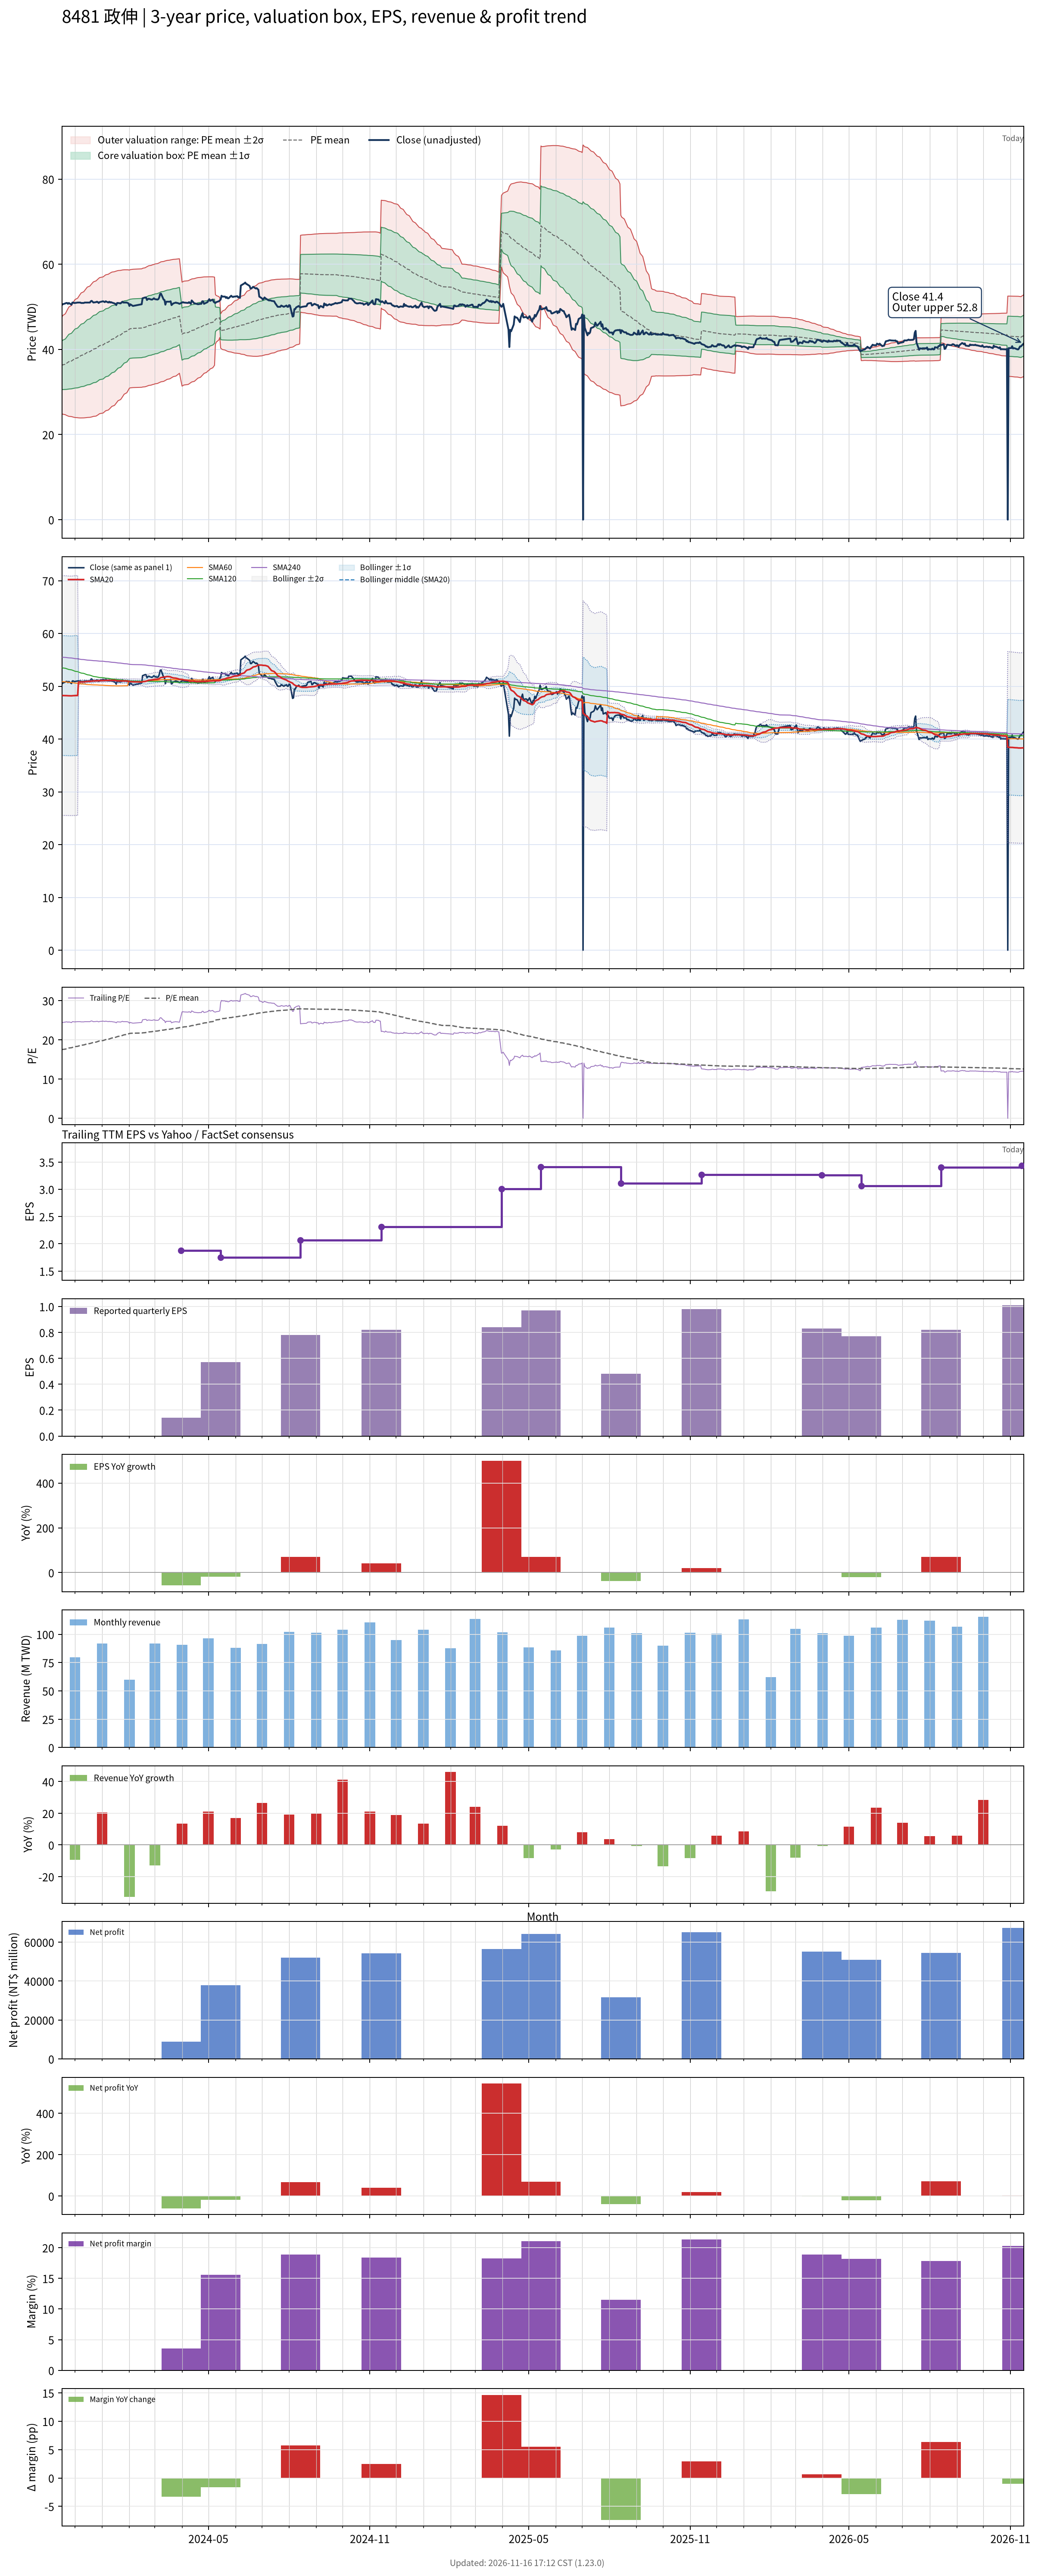 8481 政伸 | 3-year price, valuation box, EPS, revenue & profit trend
Outer valuation range: PE mean ±2σ
PE mean
Close (unadjusted)
Core valuation box: PE mean ±1σ
Today
Close 41.4
Outer upper 52.8
Price (TWD)
80
60
40
20
0
Close (same as panel 1)
SMA20
SMA60
SMA120
SMA240
Bollinger ±2σ
Bollinger ±1σ
Bollinger middle (SMA20)
Price
70
60
50
40
30
20
10
0
Trailing P/E
P/E mean
P/E
30
20
10
0
Trailing TTM EPS vs Yahoo / FactSet consensus
Today
EPS
3.5
3.0
2.5
2.0
1.5
Reported quarterly EPS
EPS
1.0
0.8
0.6
0.4
0.2
0.0
EPS YoY growth
YoY (%)
400
200
0
Monthly revenue
Revenue (M TWD)
100
75
50
25
0
Revenue YoY growth
YoY (%)
40
20
0
-20
Month
Net profit
Net profit (NT$ million)
60000
40000
20000
0
Net profit YoY
YoY (%)
400
200
0
Net profit margin
Margin (%)
20
15
10
5
0
Margin YoY change
Δ margin (pp)
15
10
5
0
-5
2024-05
2024-11
2025-05
2025-11
2026-05
2026-11
Updated: 2026-11-16 17:12 CST (1.23.0)